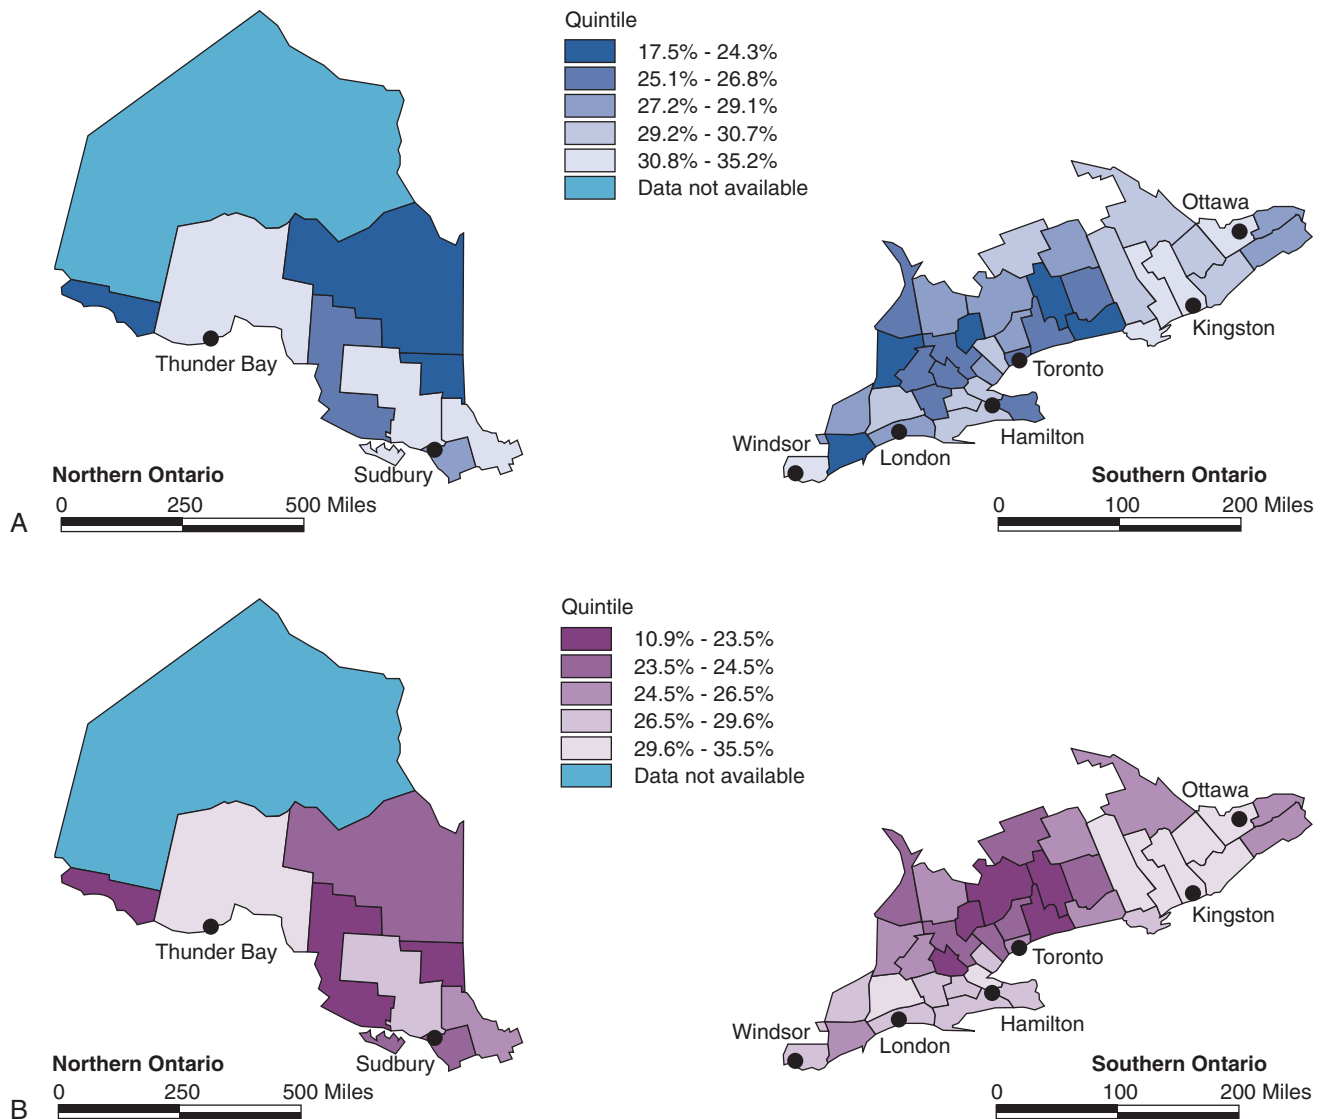 Quintile
17.5% - 24.3%
25.1% - 26.8%
27.2% - 29.1%
29.2% - 30.7%
30.8% - 35.2%
Data not available
Thunder Bay
Sudbury
Northern Ontario
0 250 500 Miles
A
Ottawa
Kingston
Toronto
Hamilton
Windsor
London
Southern Ontario
0 100 200 Miles
Quintile
10.9% - 23.5%
23.5% - 24.5%
24.5% - 26.5%
26.5% - 29.6%
29.6% - 35.5%
Data not available
Thunder Bay
Sudbury
Northern Ontario
0 250 500 Miles
B
Ottawa
Kingston
Toronto
Hamilton
Windsor
London
Southern Ontario
0 100 200 Miles